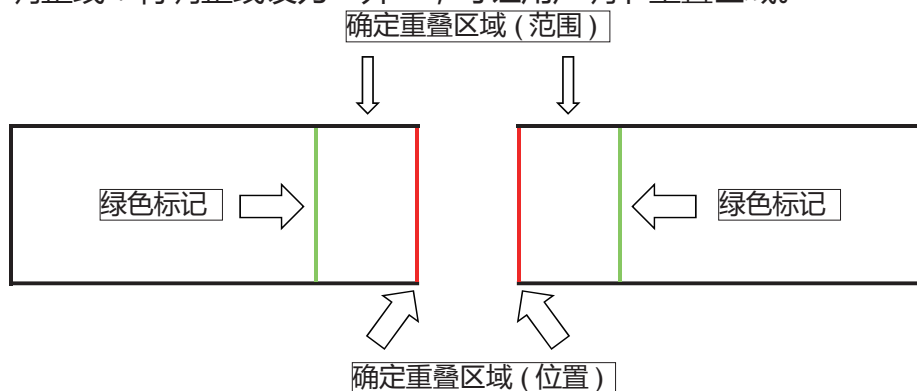 确定重叠区域 ( 范围 )
绿色标记
绿色标记
确定重叠区域 ( 位置 )